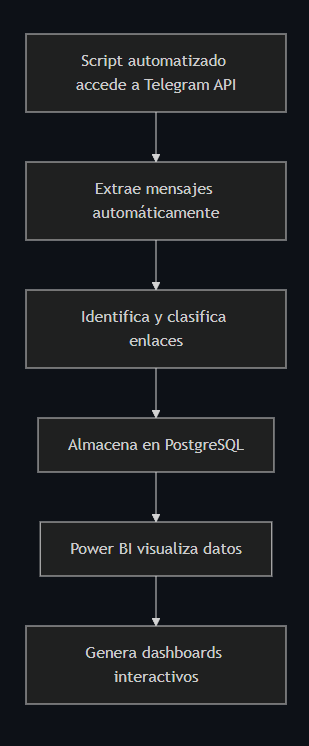 Script automatizado
accede a Telegram API
Extrae mensajes
automáticamente
Identifica y clasifica
enlaces
Almacena en PostgreSQL
Power BI visualiza datos
Genera dashboards
interactivos